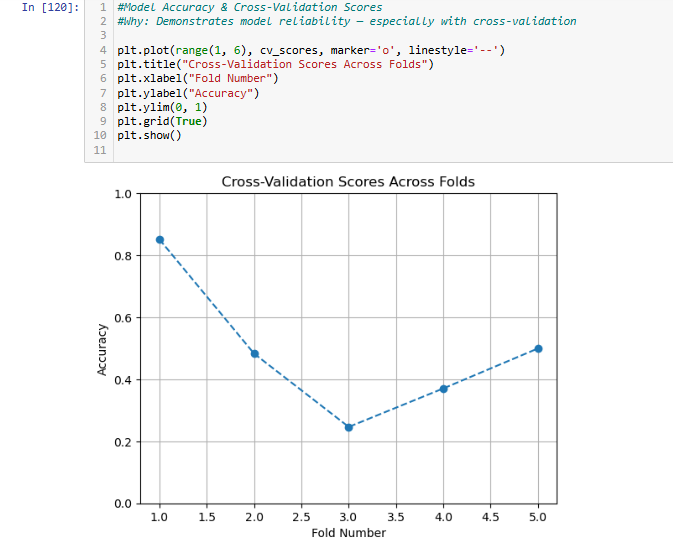 In [120]:
1 #Model Accuracy & Cross-Validation Scores
2 #Why: Demonstrates model reliability — especially with cross-validation
3
4 plt.plot(range(1, 6), cv_scores, marker='o', linestyle='--')
5 plt.title("Cross-Validation Scores Across Folds")
6 plt.xlabel("Fold Number")
7 plt.ylabel("Accuracy")
8 plt.ylim(0, 1)
9 plt.grid(True)
10 plt.show()
11
Cross-Validation Scores Across Folds
1.0
0.8
0.6
0.4
0.2
0.0
Accuracy
1.0 1.5 2.0 2.5 3.0 3.5 4.0 4.5 5.0
Fold Number